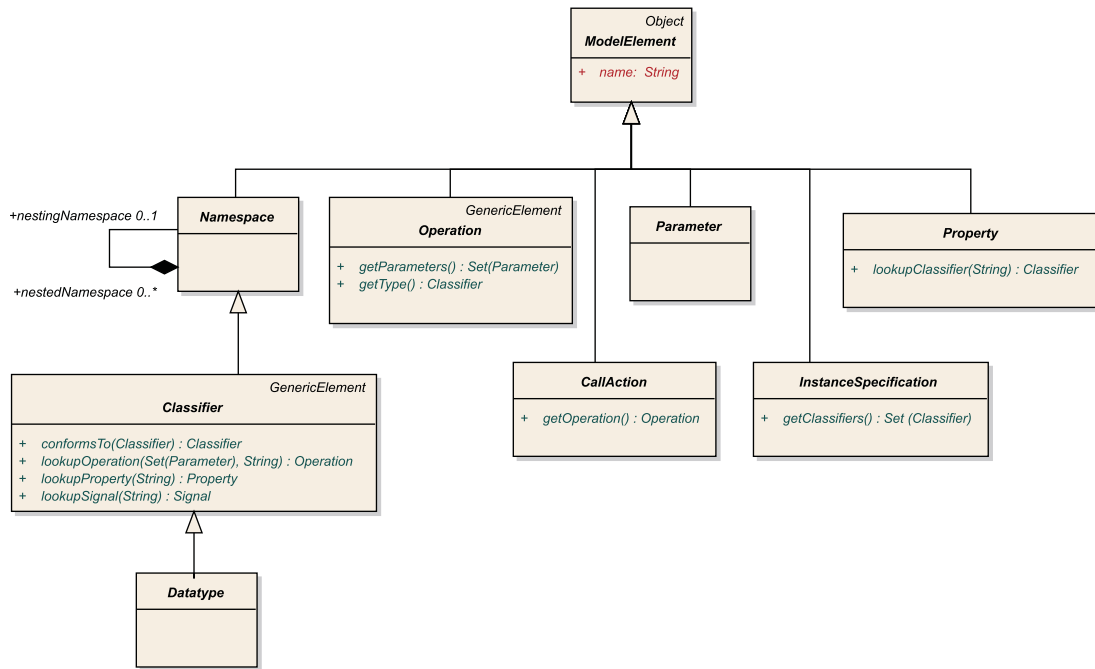 Object
ModelElement
+ name: String
+nestingNamespace 0..1
Namespace
+nestedNamespace 0..*
GenericElement
Operation
+ getParameters() : Set(Parameter)
+ getType() : Classifier
Parameter
Property
+ lookupClassifier(String) : Classifier
GenericElement
Classifier
+ conformsTo(Classifier) : Classifier
+ lookupOperation(Set(Parameter), String) : Operation
+ lookupProperty(String) : Property
+ lookupSignal(String) : Signal
CallAction
+ getOperation() : Operation
InstanceSpecification
+ getClassifiers() : Set (Classifier)
Datatype